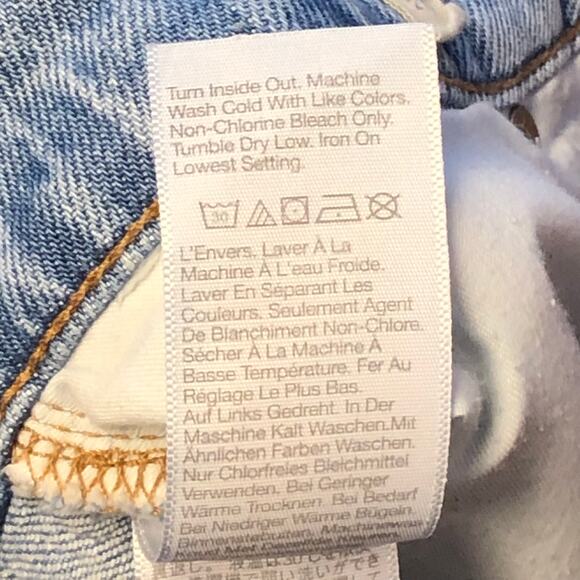 Turn Inside Out. Machine
Wash Cold With Like Colors.
Non-Chlorine Bleach Only.
Tumble Dry Low. Iron On
Lowest Setting.
30
L'Envers. Laver À La
Machine À L'eau Froide.
Laver En Séparant Les
Couleurs. Seulement Agent
De Blanchiment Non-Chlore.
Sécher À La Machine À
Basse Température. Fer Au
Réglage Le Plus Bas.
Auf Links Gedreht. In Der
Maschine Kalt Waschen.Mit
Ähnlichen Farben Waschen.
Nur Chlorfreies Bleichmittel
Verwenden. Bei Geringer
Wärme Trocknen. Bei Bedarf
Bei Niedriger Wärme Bügeln.